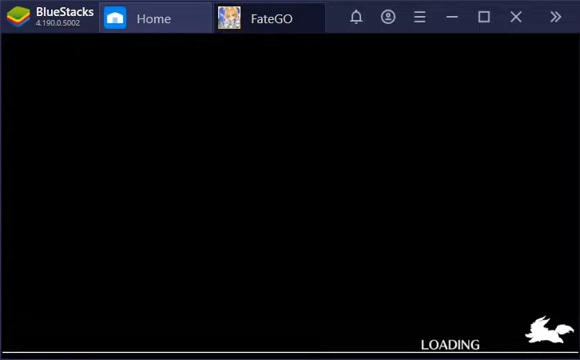 BlueStacks
4.190.0.5002
Home
FateGO
LOADING